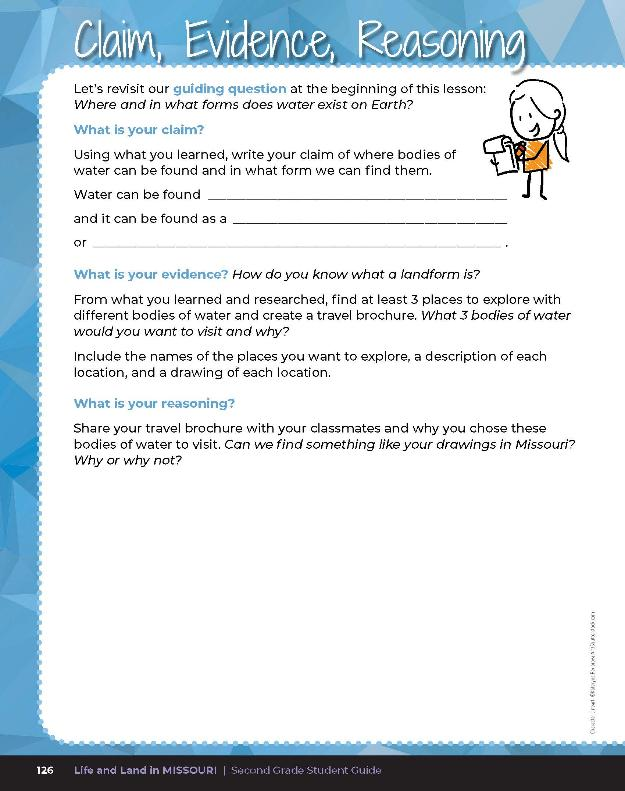 Claim, Evidence, Reasoning
Let's revisit our guiding question at the beginning of this lesson:
Where and in what forms does water exist on Earth?
What is your claim?
Using what you learned, write your claim of where bodies of
water can be found and in what form we can find them.
Water can be found
and it can be found as a
or .
What is your evidence? How do you know what a landform is?
From what you learned and researched, find at least 3 places to explore with
different bodies of water and create a travel brochure. What 3 bodies of water
would you want to visit and why?
Include the names of the places you want to explore, a description of each
location, and a drawing of each location.
What is your reasoning?
Share your travel brochure with your classmates and why you chose these
bodies of water to visit. Can we find something like your drawings in Missouri?
Why or why not?
126 Life and Land in MISSOURI | Second Grade Student Guide